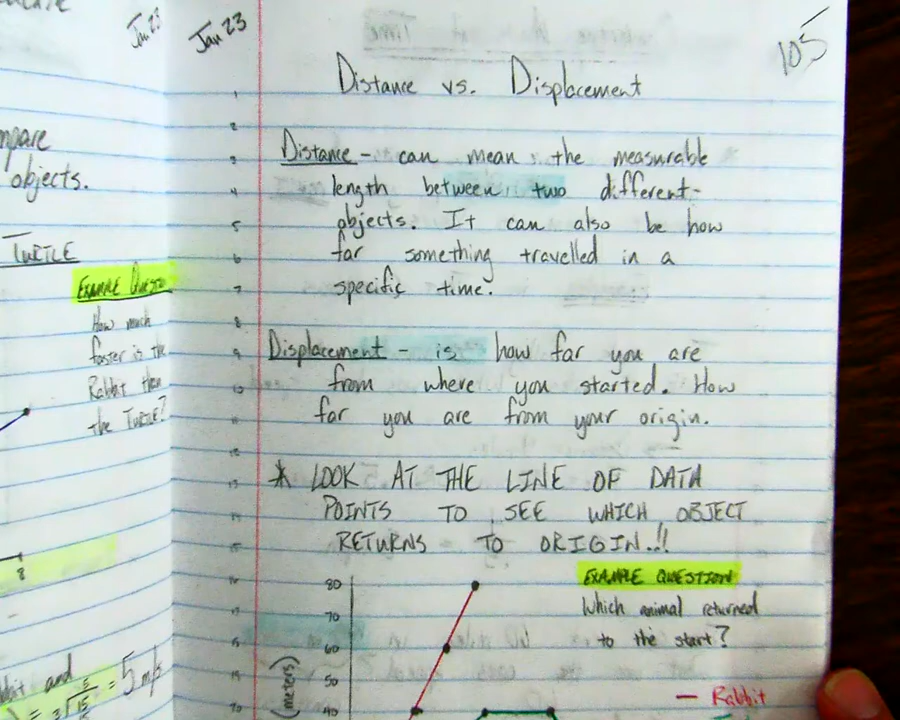 Jan 23
mpare
objects.
TURTLE
EXAMPLE
How much
faster is the
Rabbit than
the TURTLE?
8
and
= 5 m/s
Jan 23
105
Distance vs. Displacement
Distance - can mean the measurable
length between two different-
objects. It can also be how
far something travelled in a
specific time.
Displacement - is how far you are
from where you started. How
far you are from your origin.
* LOOK AT THE LINE OF DATA
POINTS TO SEE WHICH OBJECT
RETURNS TO ORIGIN..!!
EXAMPLE QUESTION
Which animal returned
to the start?
80
70
60
50
40
(meters)
— Rabbit